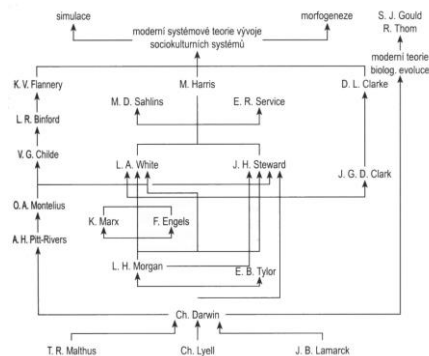 simulace
morfogeneze
S. J. Gould
R. Thom
moderní systémové teorie vývoje
sociokulturních systémů
moderní teorie
biolog. evoluce
K. V. Flannery
M. Harris
D. L. Clarke
M. D. Sahlins
E. R. Service
L. R. Binford
V. G. Childe
L. A. White
J. H. Steward
J. G. D. Clark
O. A. Montelius
K. Marx
F. Engels
A. H. Pitt-Rivers
L. H. Morgan
E. B. Tylor
Ch. Darwin
T. R. Malthus
Ch. Lyell
J. B. Lamarck